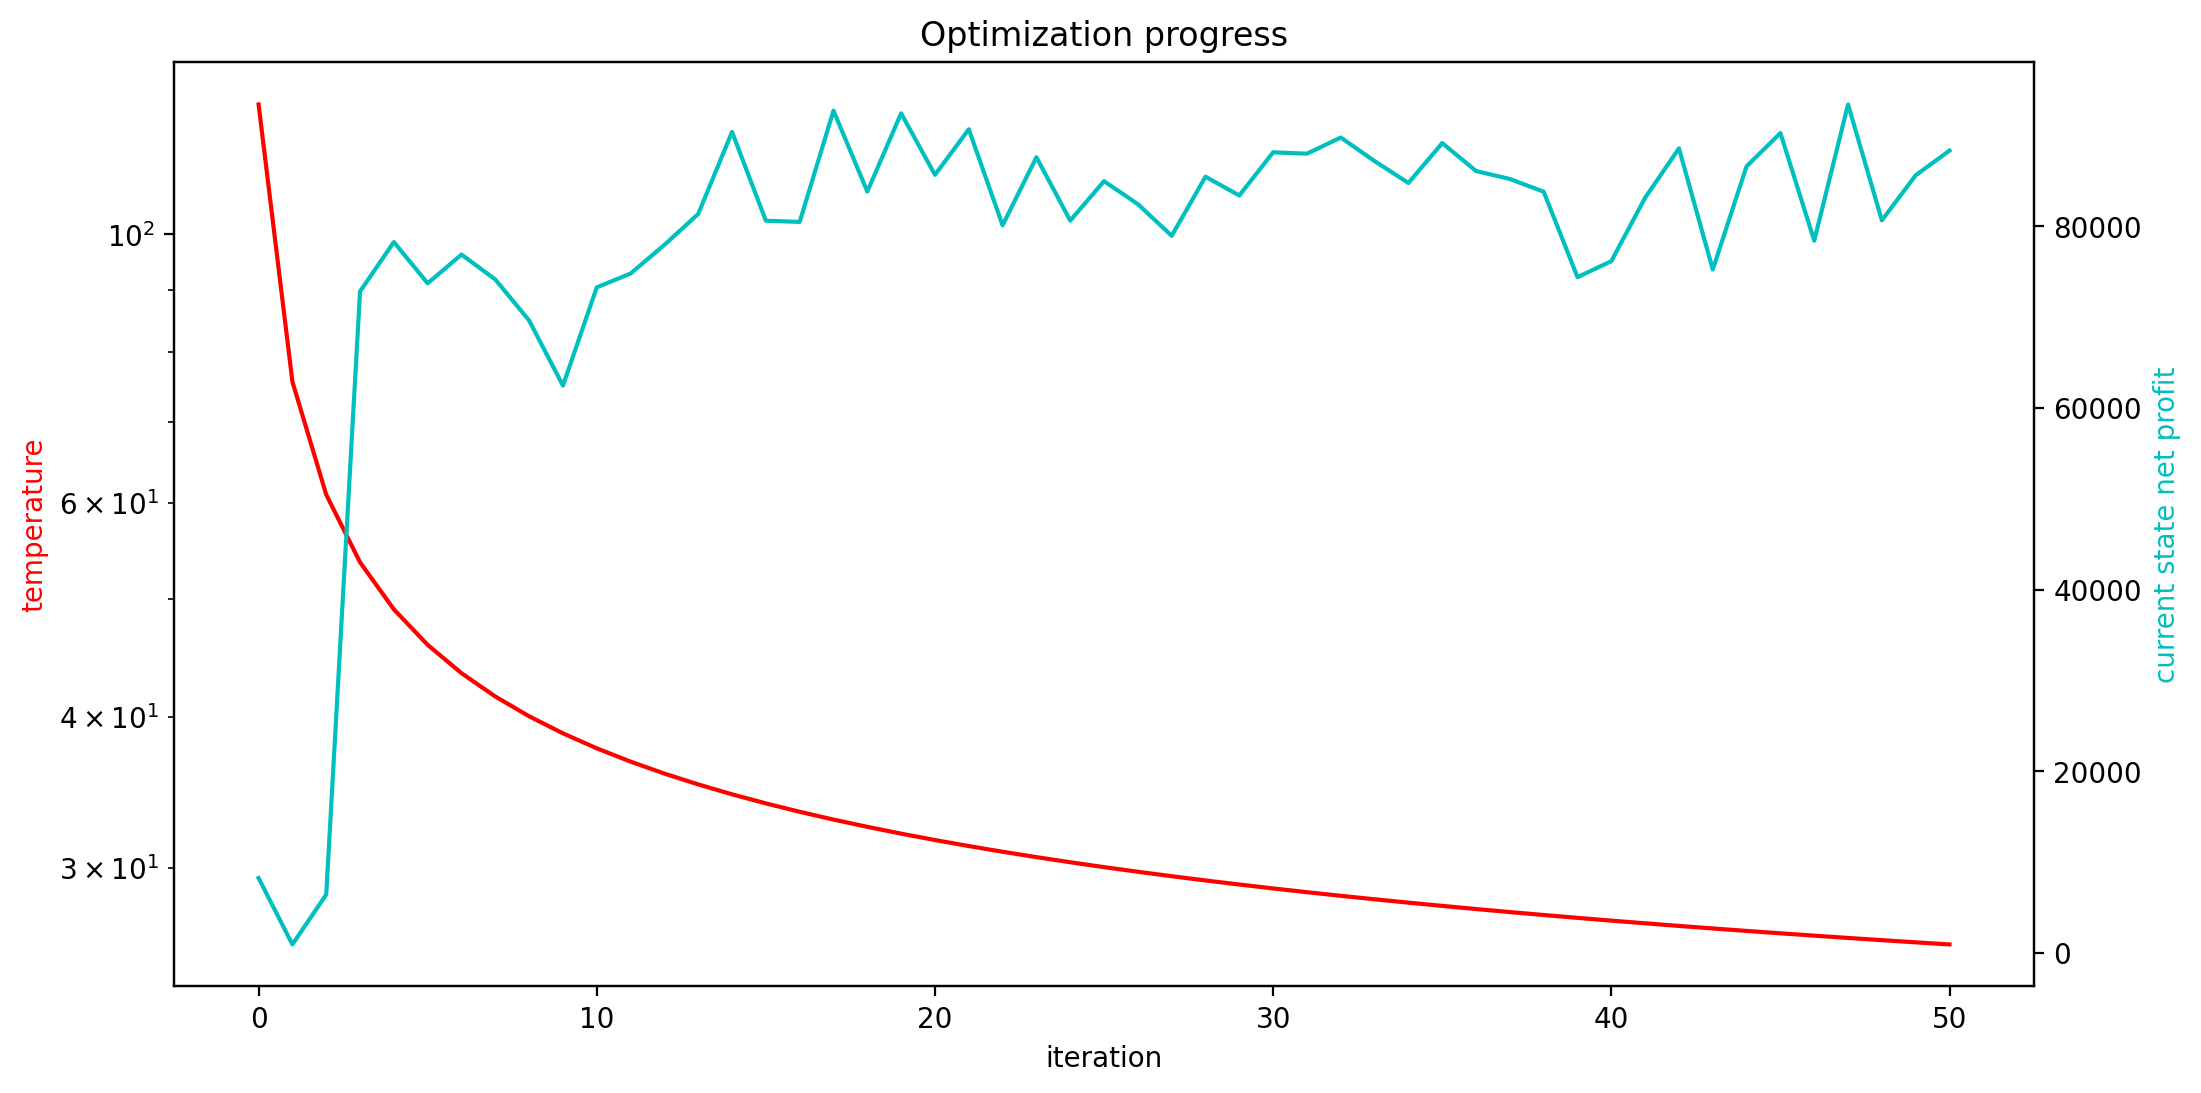 Optimization progress
temperature
10²
6 × 10¹
4 × 10¹
3 × 10¹
80000
60000
40000
20000
0
current state net profit
0 10 20 30 40 50
iteration